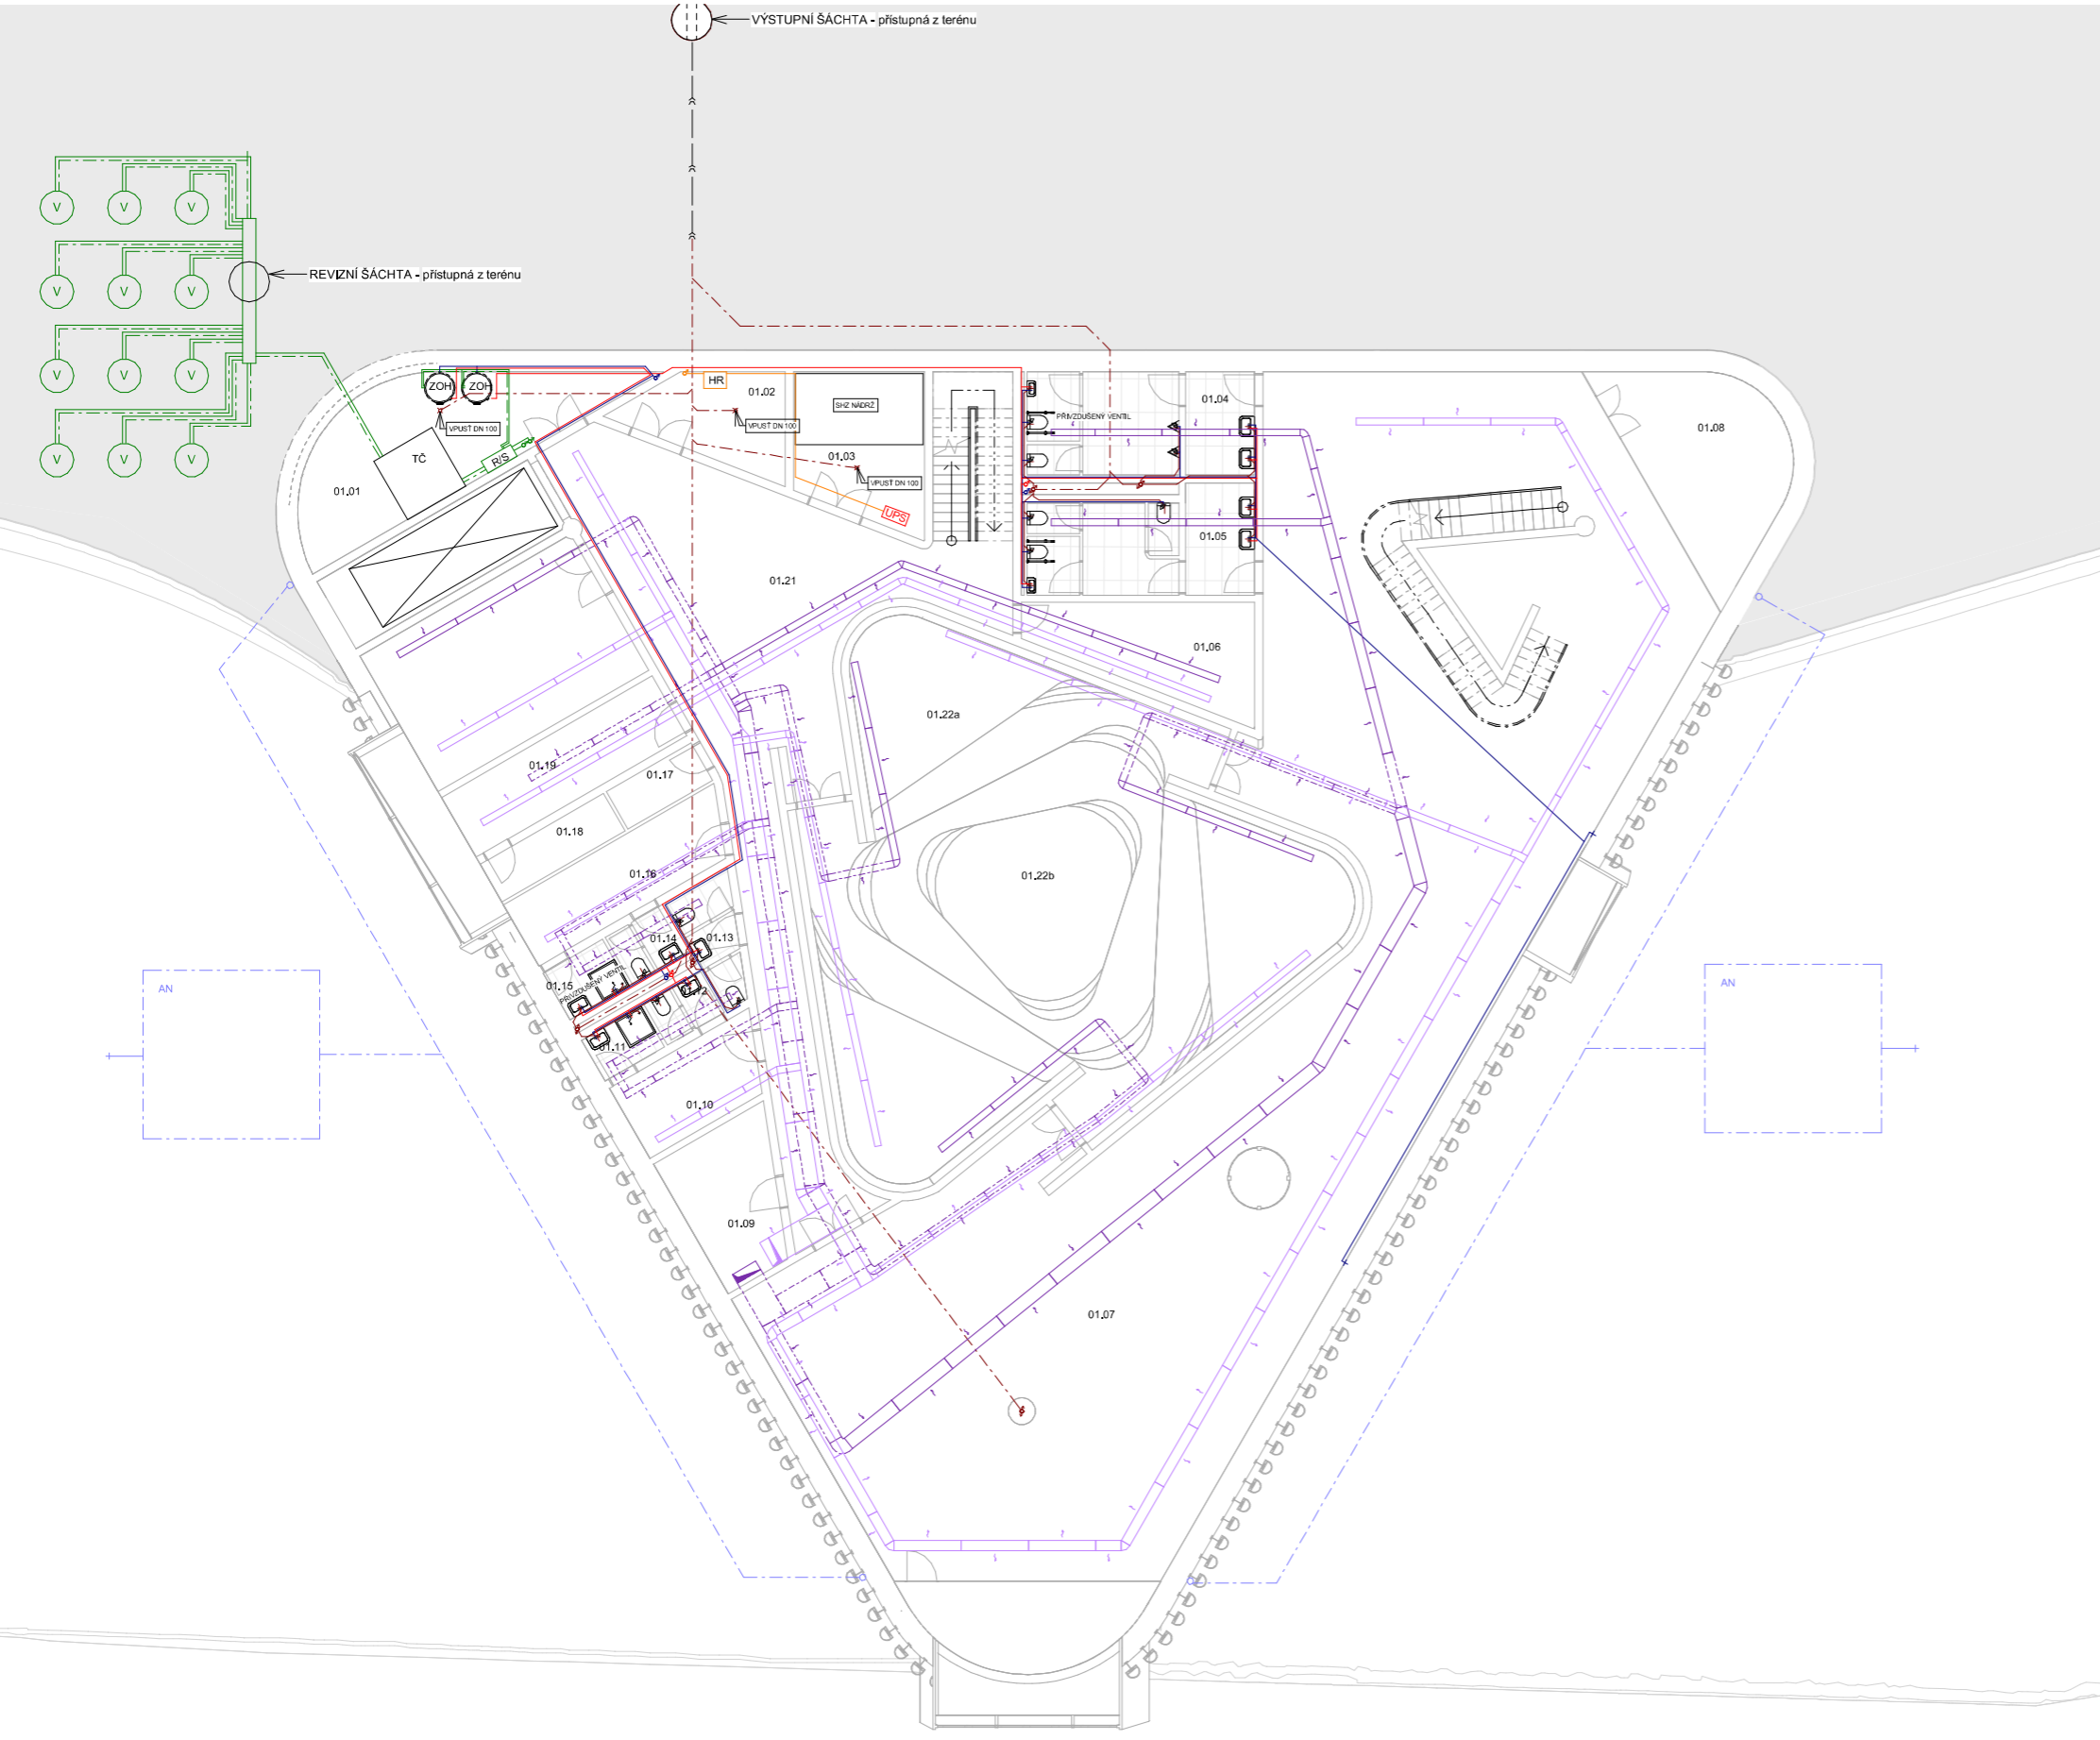 VÝSTUPNÍ ŠÁCHTA - přístupná z terénu
V
V
V
REVIZNÍ ŠÁCHTA - přístupná z terénu
V
V
V
V
V
V
V
V
V
ZOH
ZOH
HR
01.02
SHZ NÁDRŽ
01.04
PŘIVZDUŠENÝ VENTIL
01.08
VPUSŤ DN 100
VPUSŤ DN 100
TČ
R/S
01.03
VPUSŤ DN 100
01.01
UPS
01.05
01.21
01.06
01.22a
01.19
01.17
01.18
01.16
01.22b
01.14
01.13
PŘIVZDUŠENÝ VENTIL
01.15
01.12
AN
AN
01.11
01.10
01.09
01.07